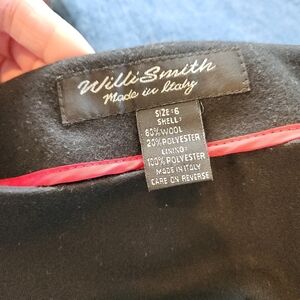 WilliSmith
Made in Italy
SIZE:6
SHELL:
80%WOOL
20%POLYESTER
LINING:
100%POLYESTER
MADE IN ITALY
CARE ON REVERSE